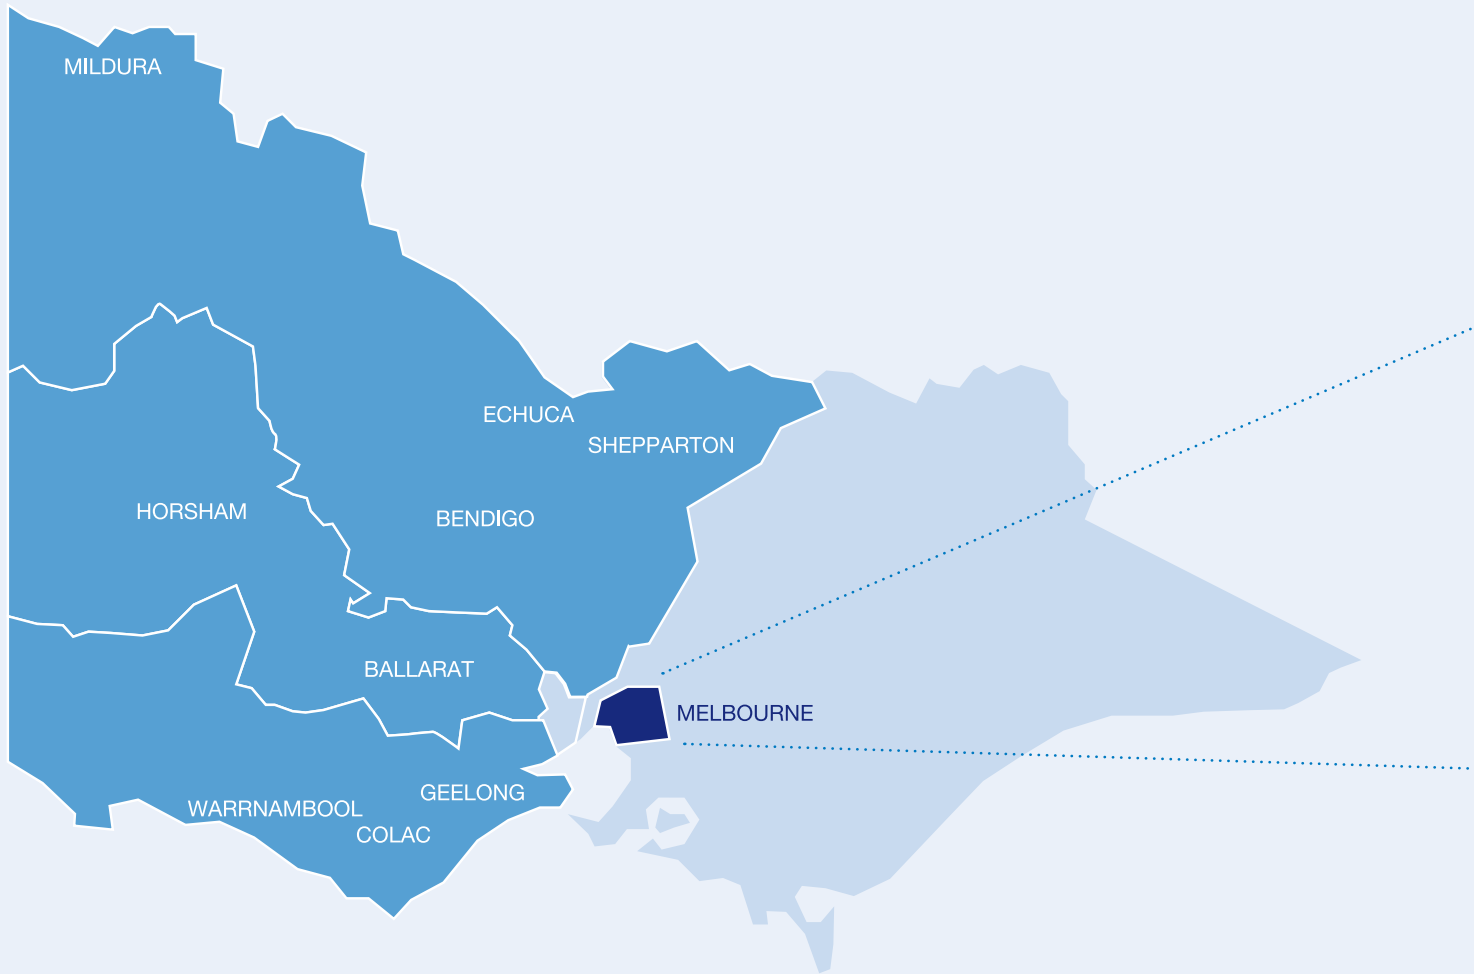 MILDURA
ECHUCA
SHEPPARTON
HORSHAM
BENDIGO
BALLARAT
MELBOURNE
GEELONG
WARRNAMBOOL
COLAC